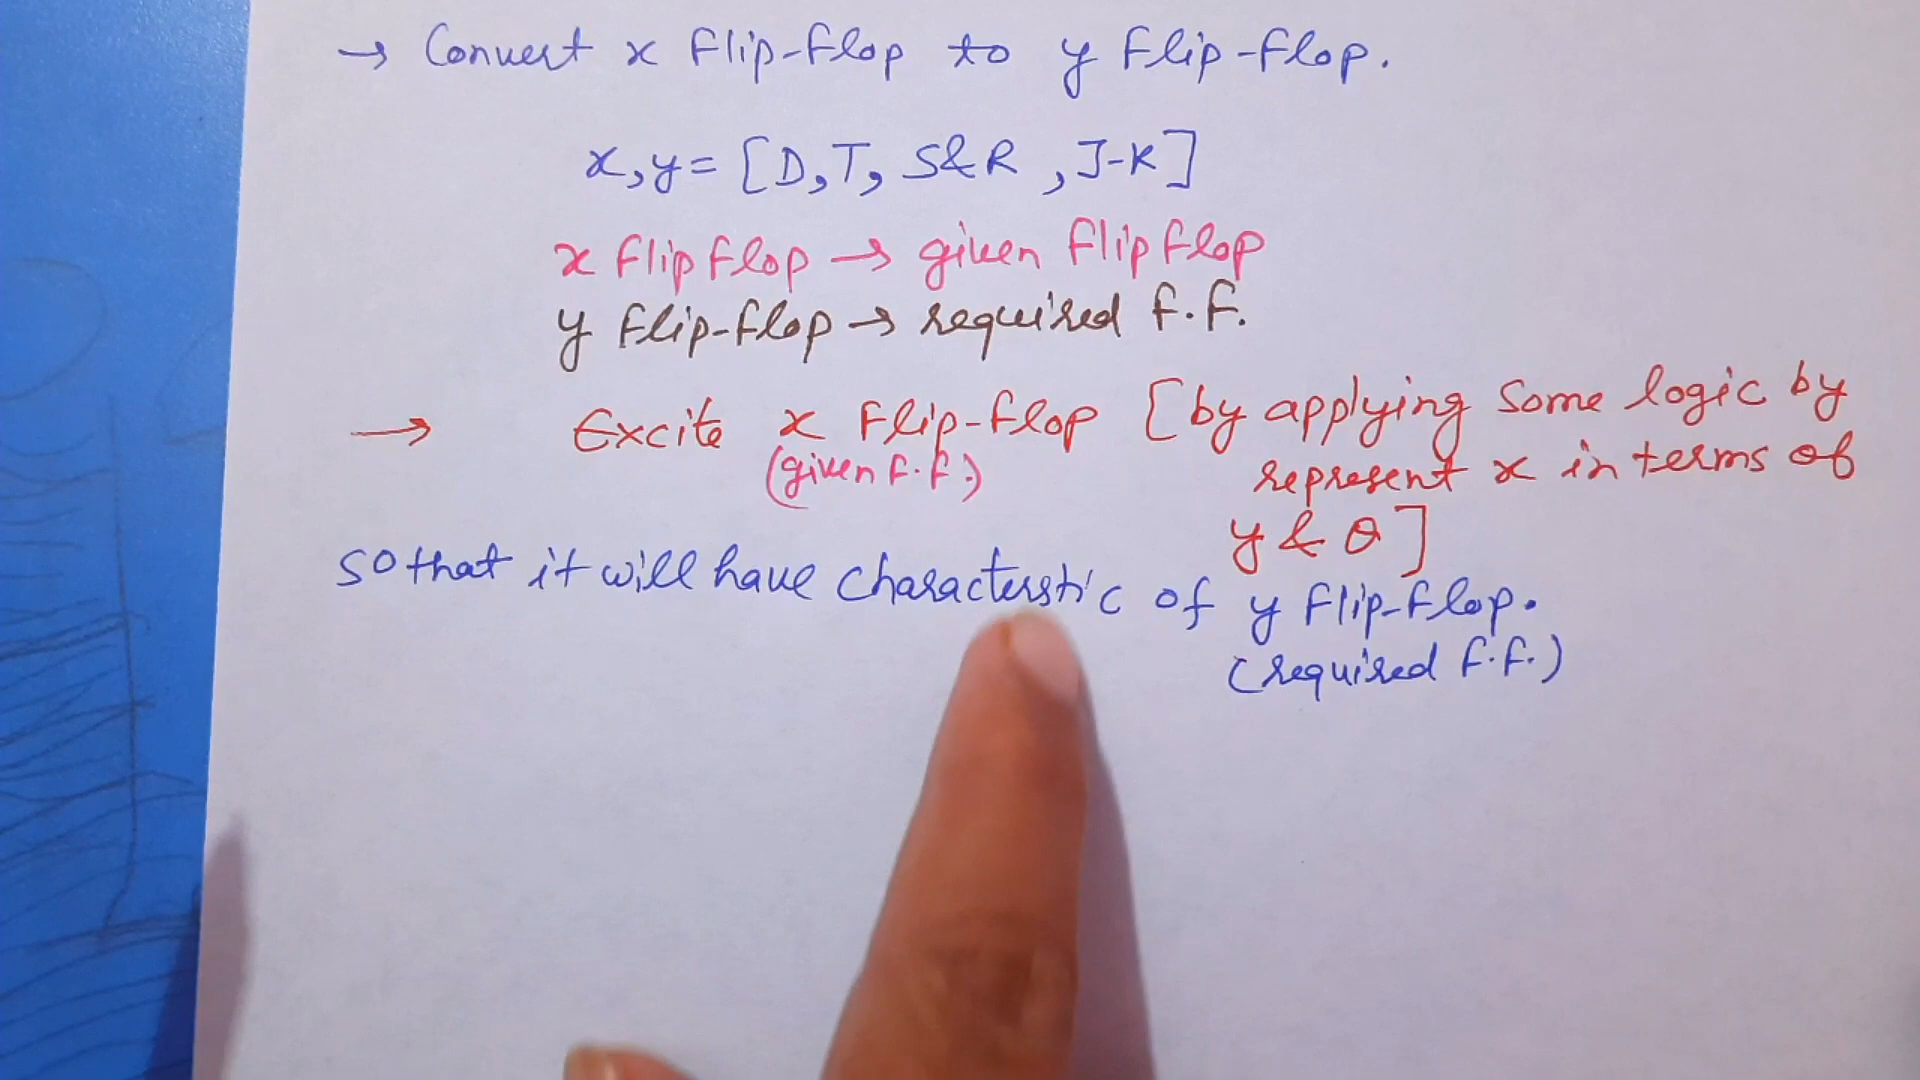 → Convert x Flip-Flop to y Flip-Flop.
x,y= [D,T, S&R ,J-K]
x flip flop → given flip flop
y flip-flop → required f.f.
→ Excite x Flip-flop [by applying some logic by
(given f.f.) represent x in terms of
y & Q]
so that it will have characterstic of y flip-flop.
(required f.f.)